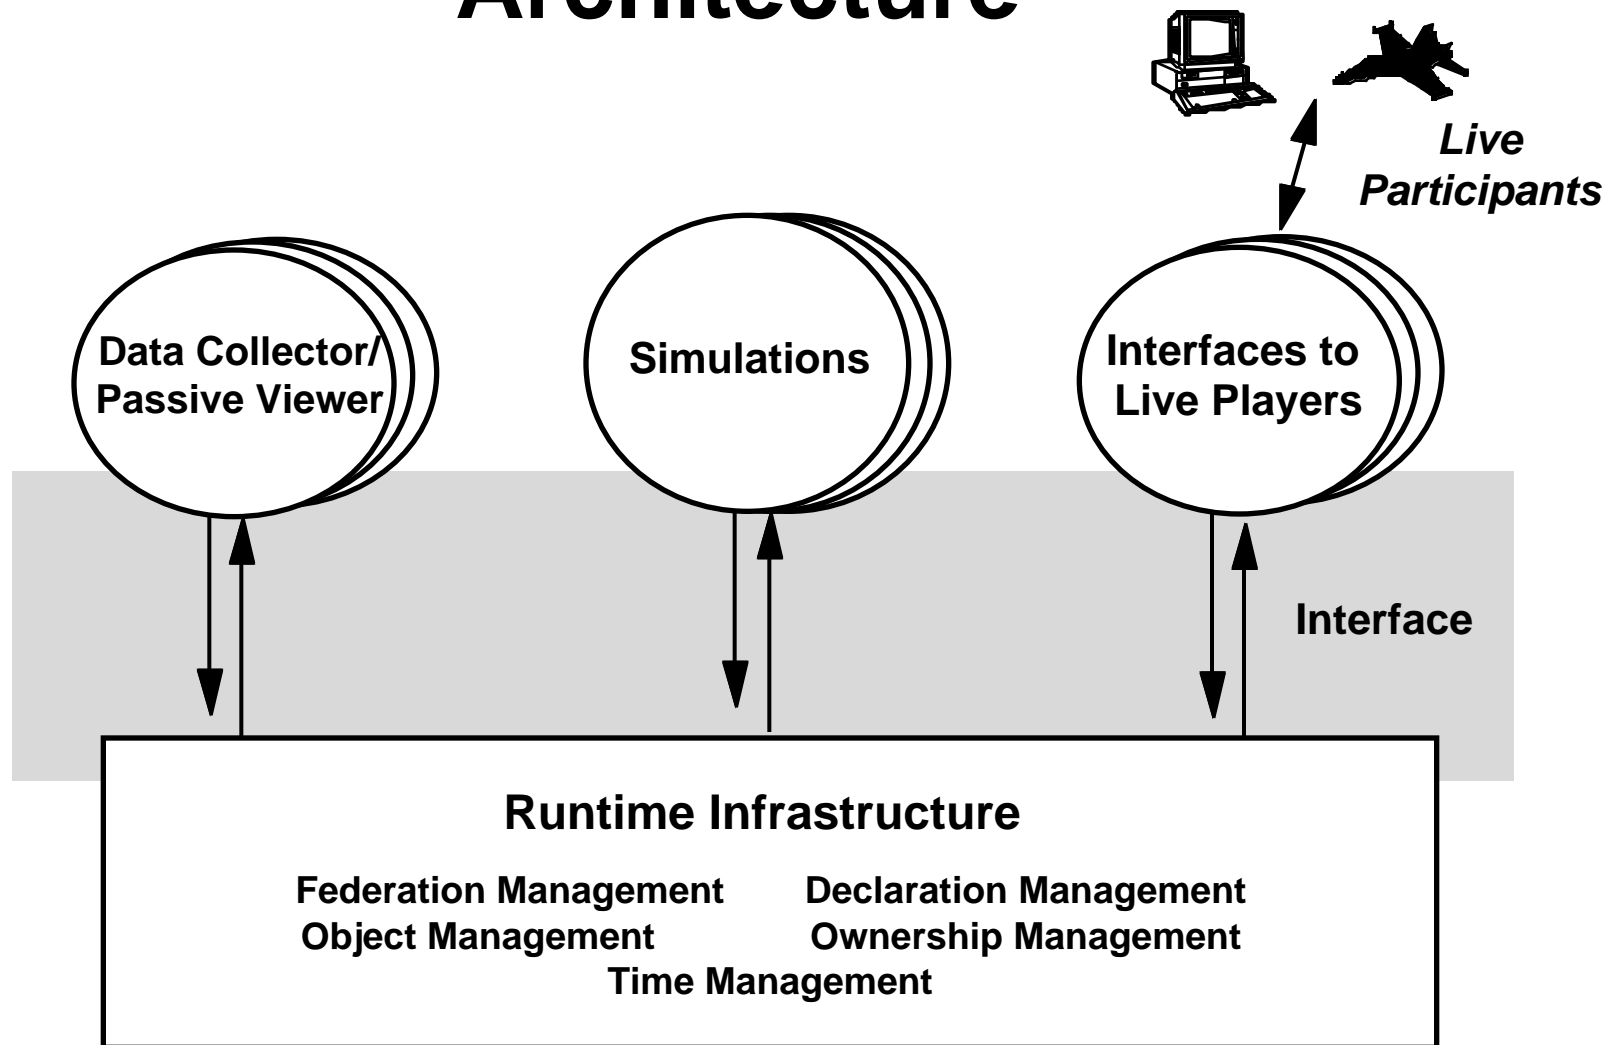 Architecture
Live
Participants
Data Collector/
Passive Viewer
Simulations
Interfaces to
Live Players
Interface
Runtime Infrastructure
Federation Management Declaration Management
Object Management Ownership Management
Time Management